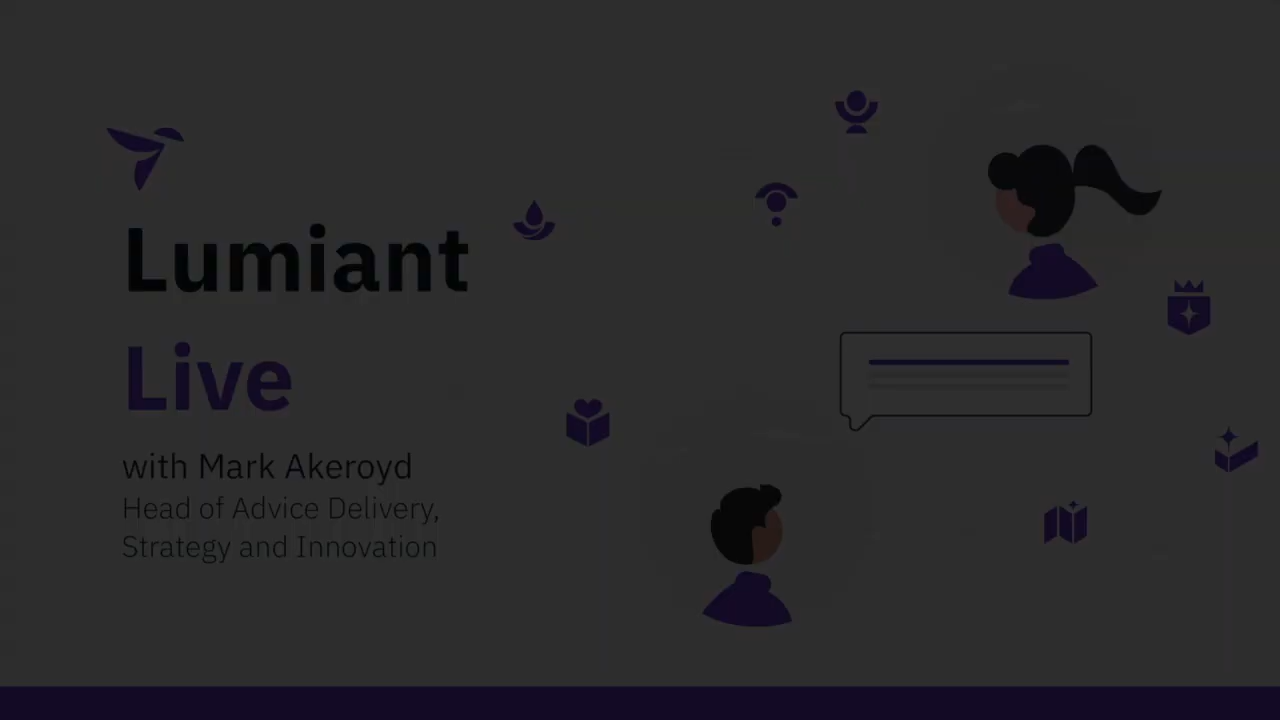 Lumiant
Live
with Mark Akeroyd
Head of Advice Delivery,
Strategy and Innovation